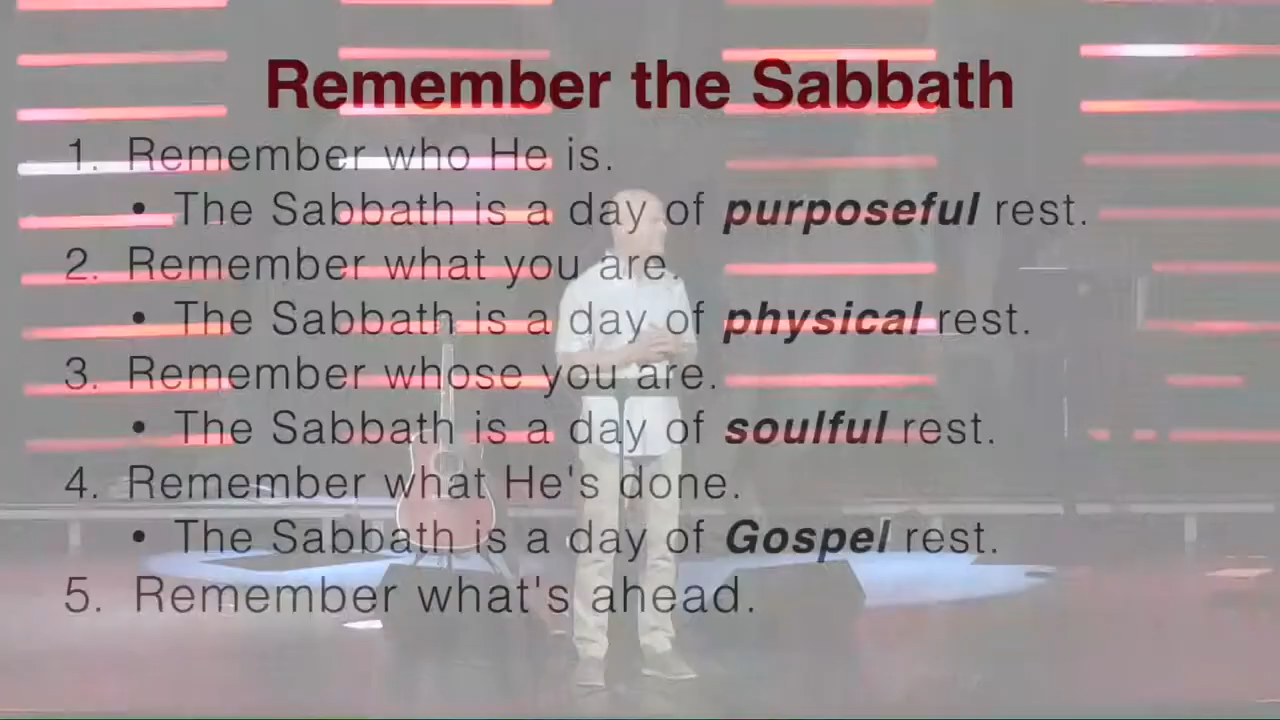 Remember the Sabbath
1. Remember who He is.
• The Sabbath is a day of purposeful rest.
2. Remember what you are.
• The Sabbath is a day of physical rest.
3. Remember whose you are.
• The Sabbath is a day of soulful rest.
4. Remember what He's done.
• The Sabbath is a day of Gospel rest.
5. Remember what's ahead.